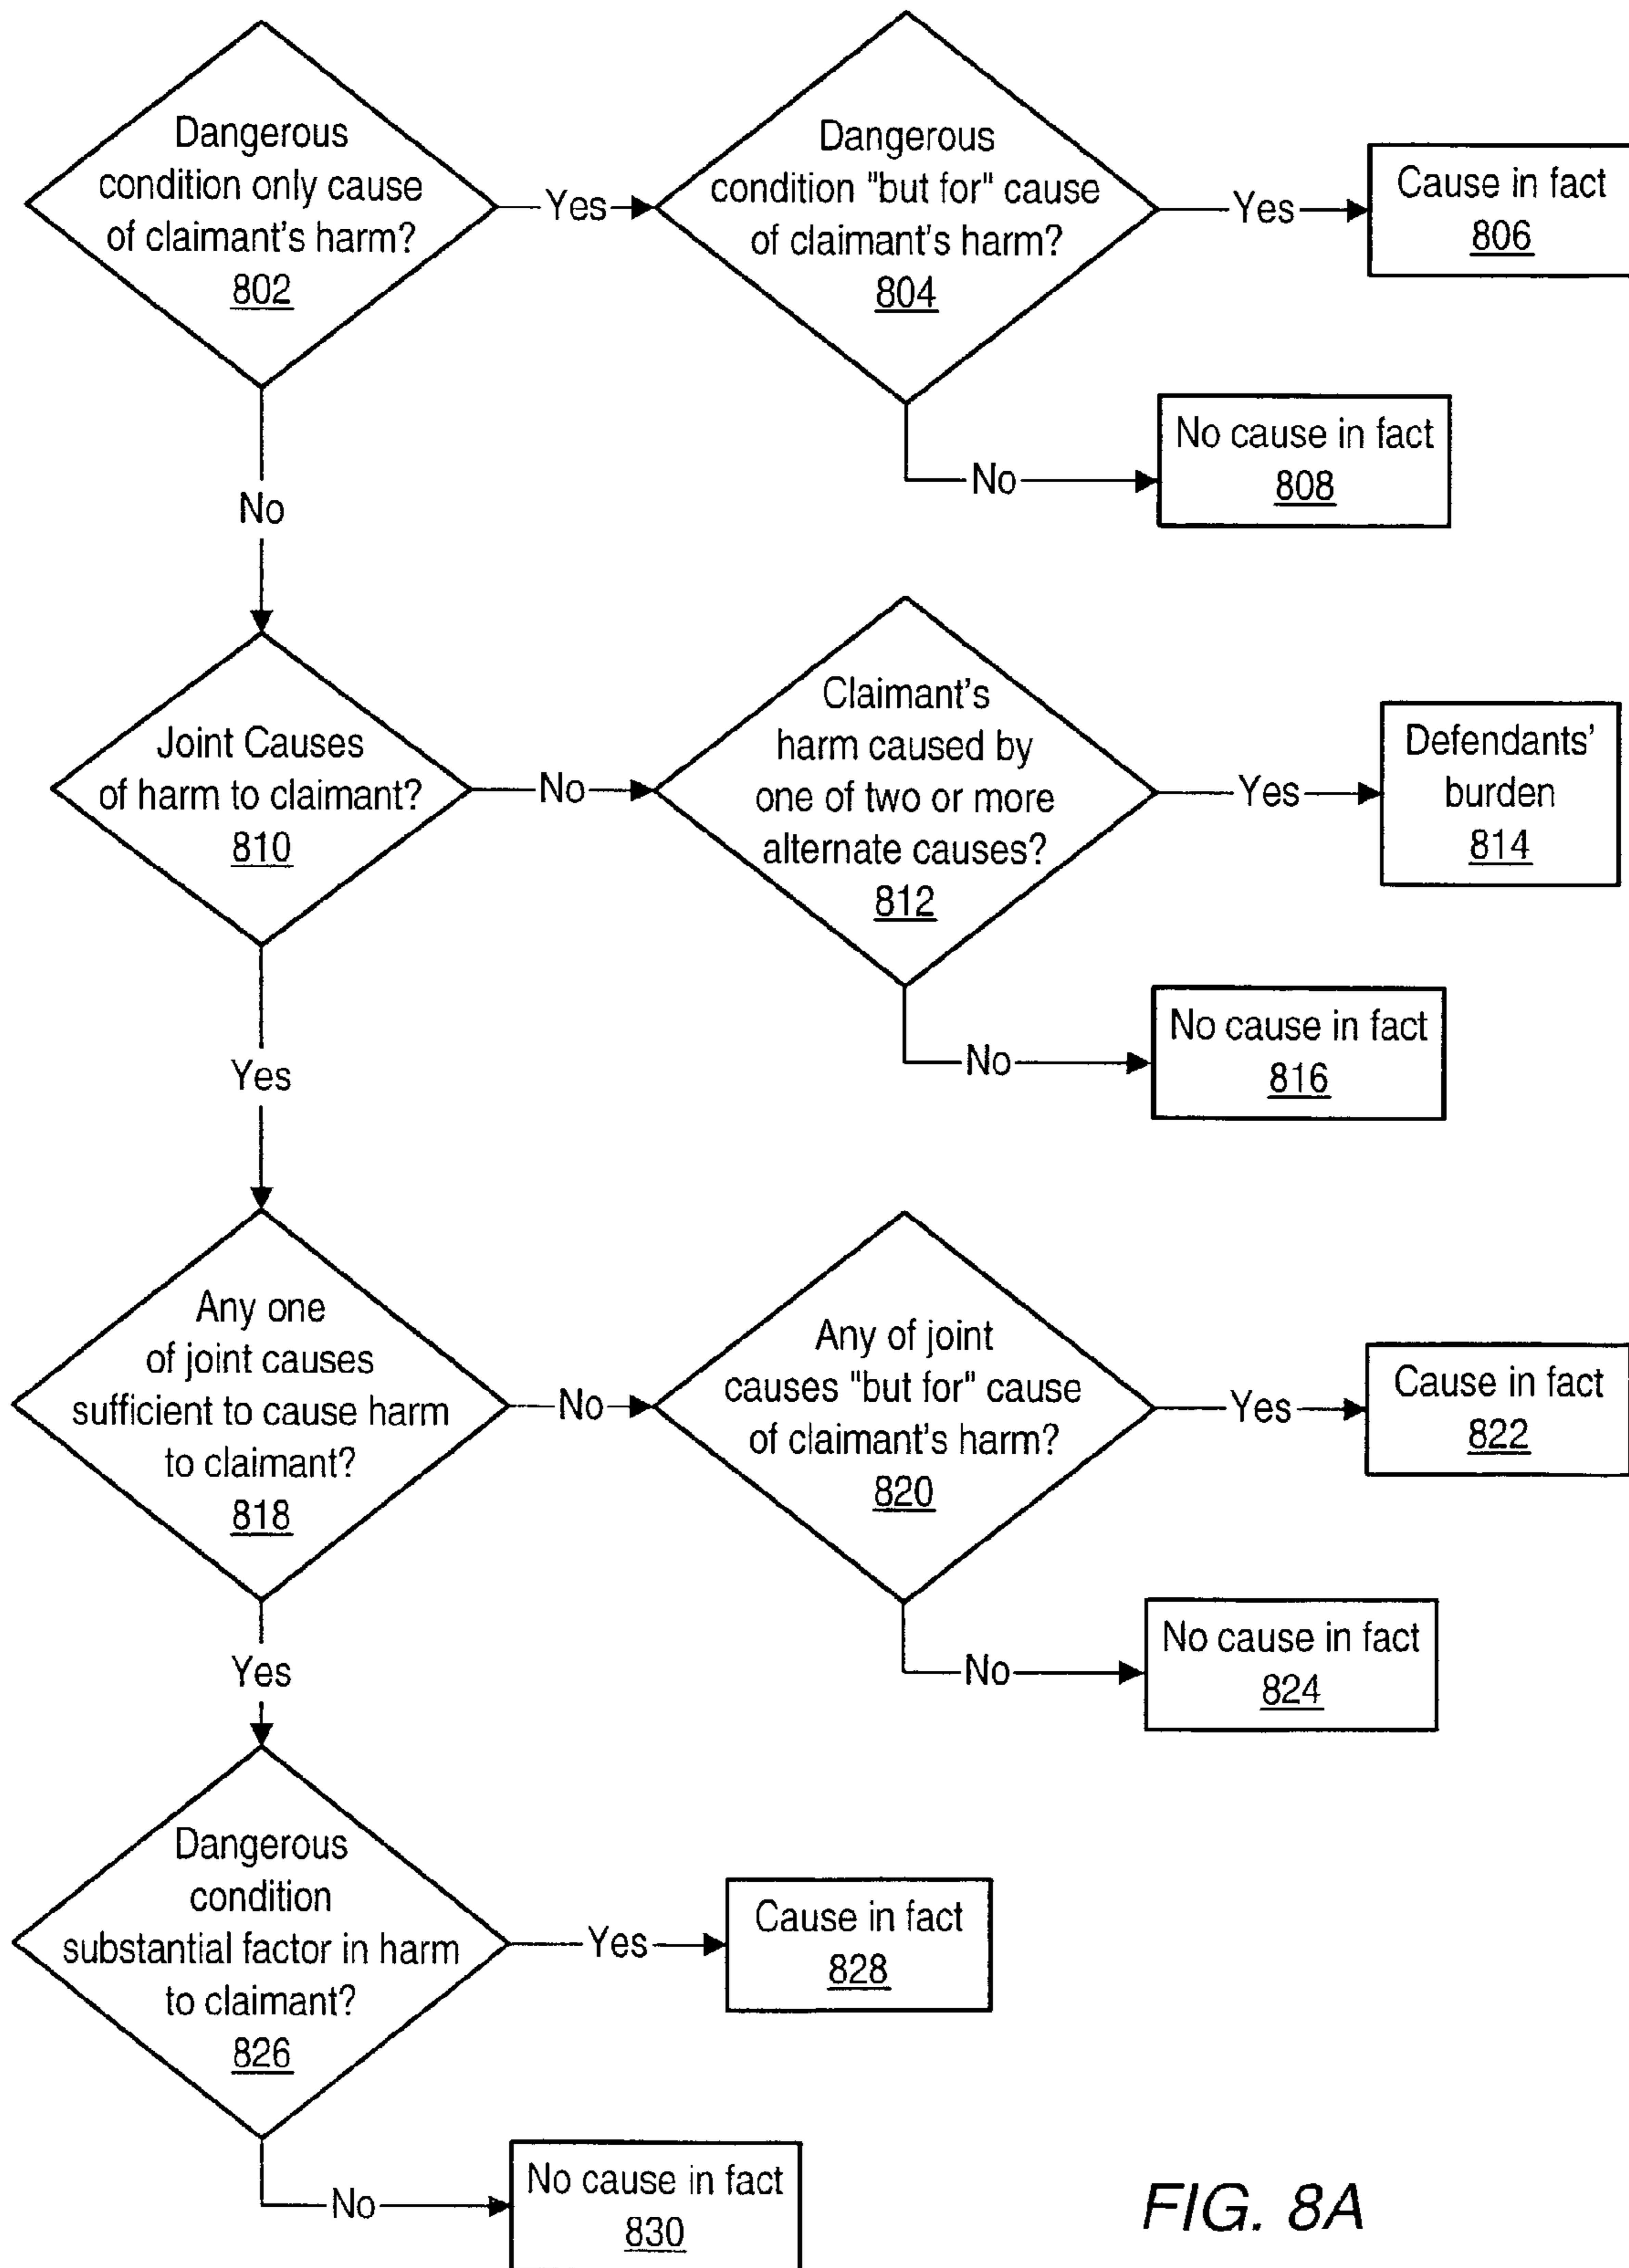 Dangerous
condition only cause
of claimant's harm?
802
Yes
Dangerous
condition "but for" cause
of claimant's harm?
804
Yes
Cause in fact
806
No
No cause in fact
808
No
Joint Causes
of harm to claimant?
810
No
Claimant's
harm caused by
one of two or more
alternate causes?
812
Yes
Defendants'
burden
814
No
No cause in fact
816
Yes
Any one
of joint causes
sufficient to cause harm
to claimant?
818
No
Any of joint
causes "but for" cause
of claimant's harm?
820
Yes
Cause in fact
822
No
No cause in fact
824
Yes
Dangerous
condition
substantial factor in harm
to claimant?
826
Yes
Cause in fact
828
No
No cause in fact
830
FIG. 8A